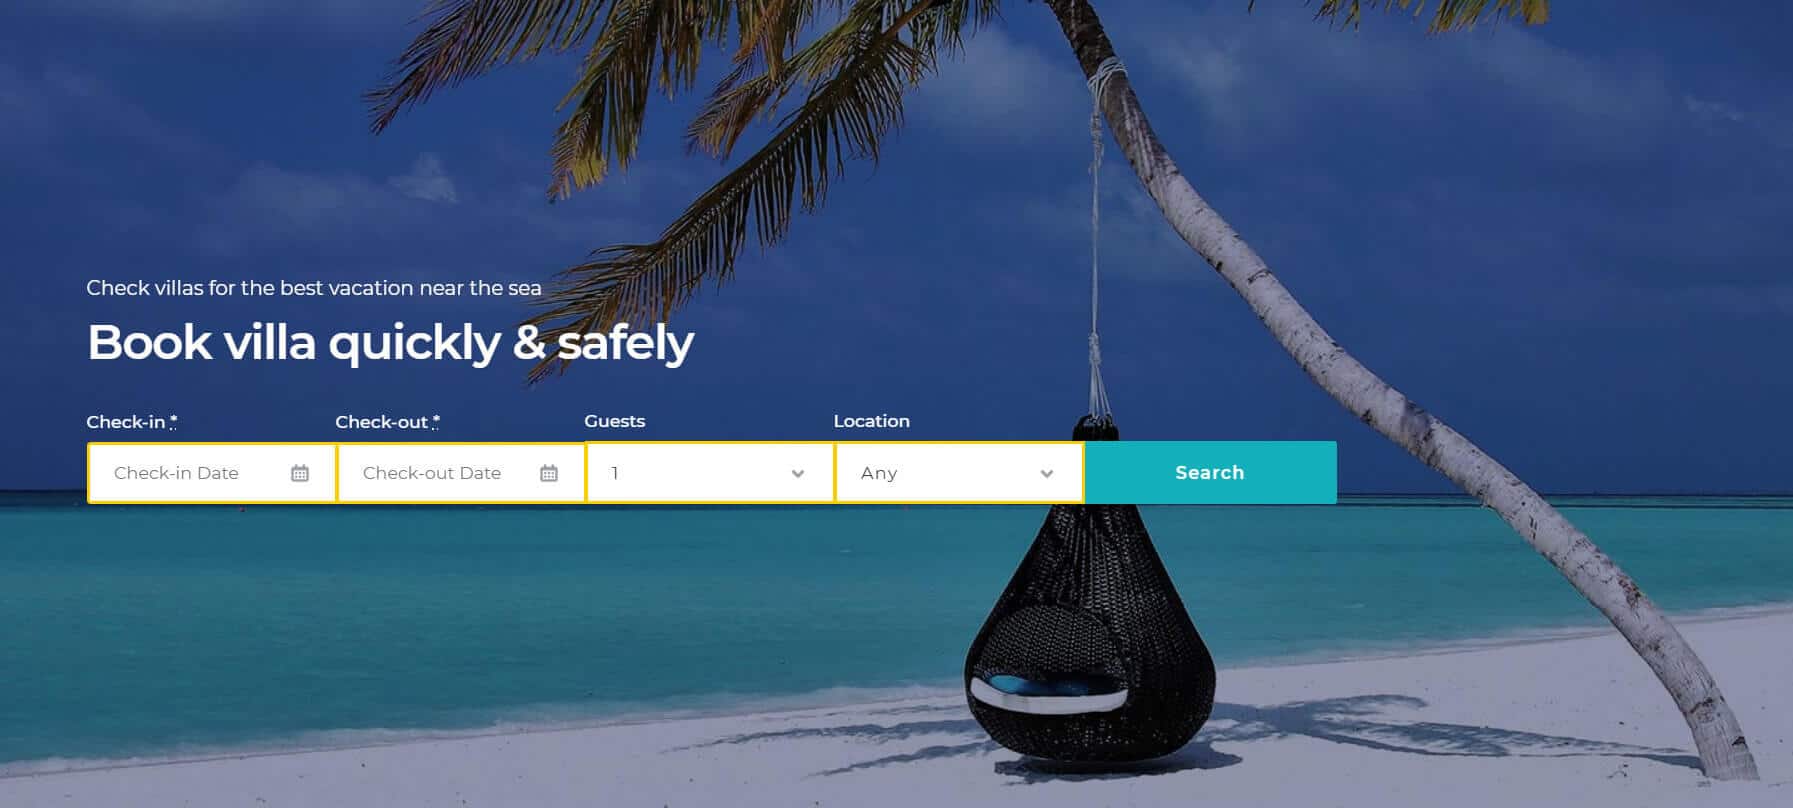 Check villas for the best vacation near the sea
Book villa quickly & safely
Check-in * Check-out * Guests Location
Check-in Date Check-out Date 1 Any Search